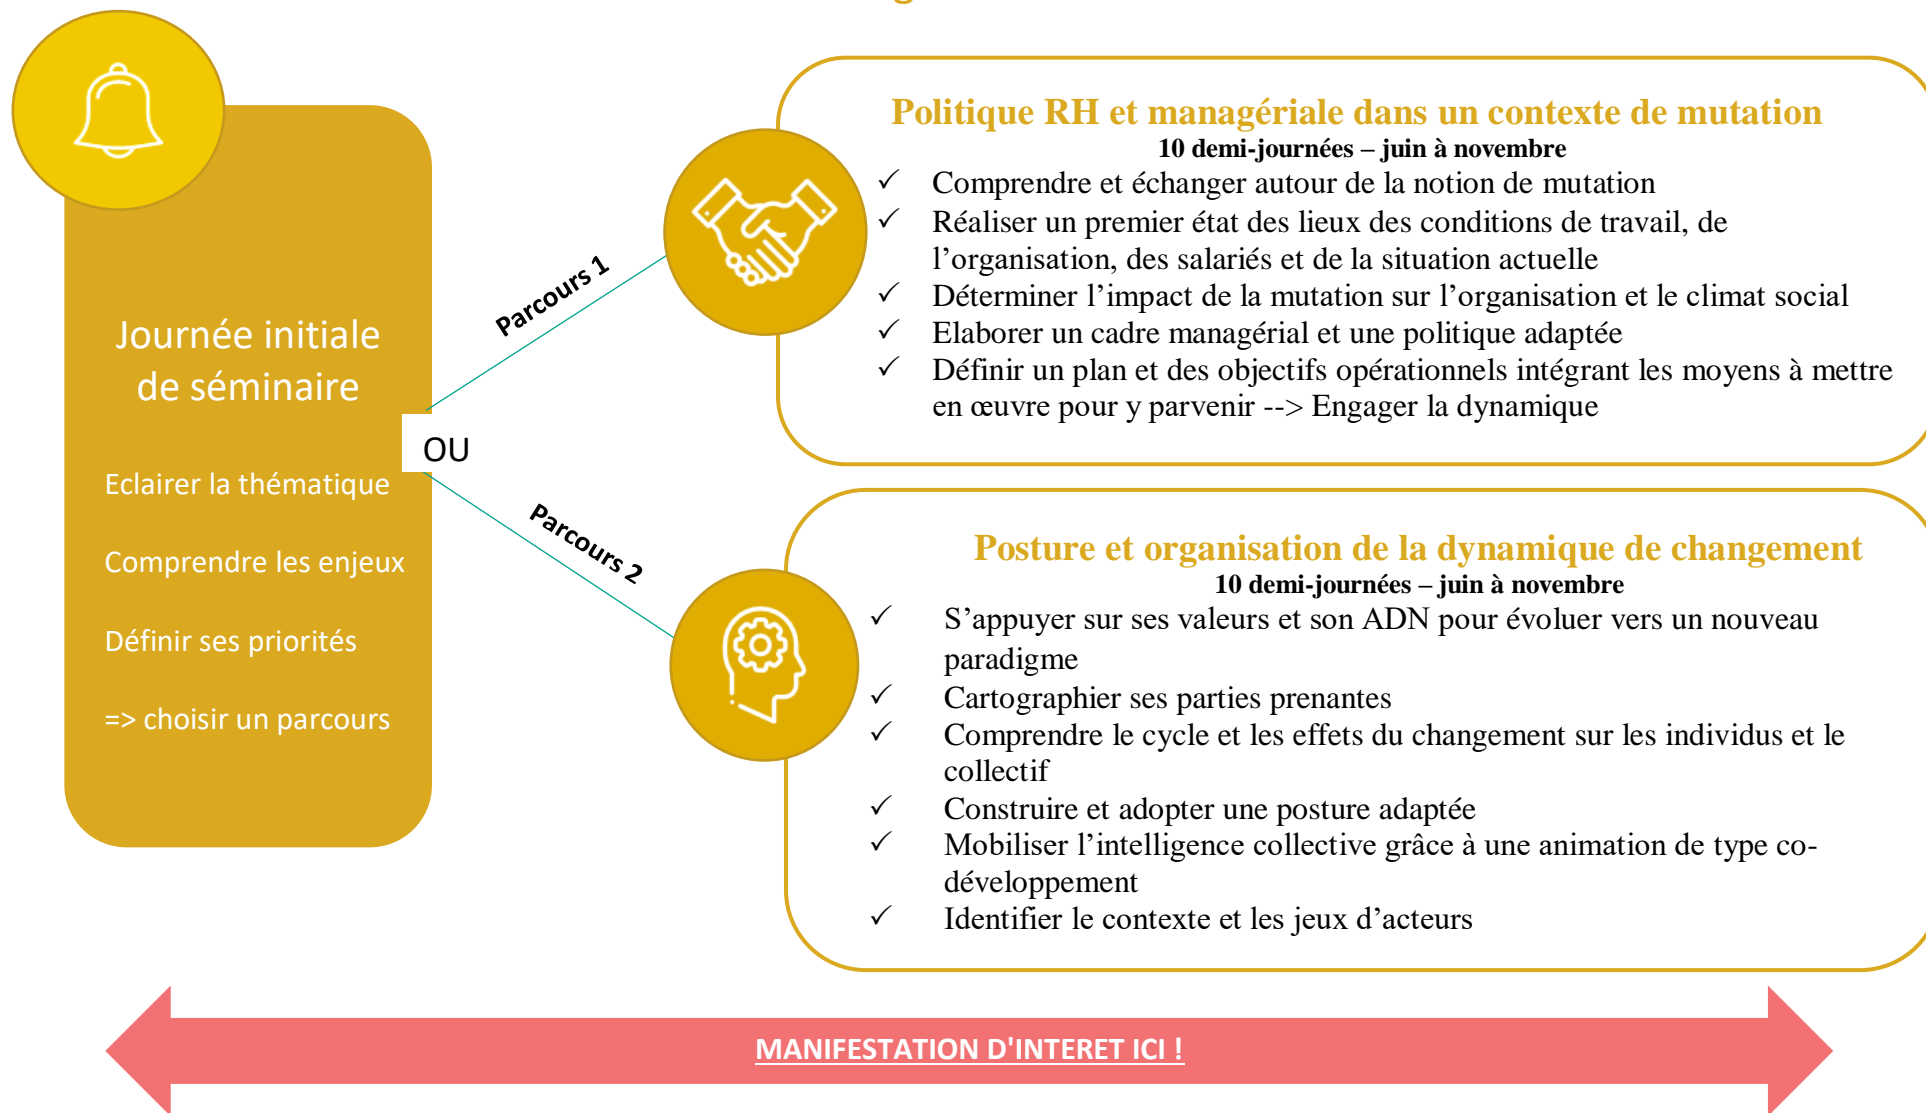 Journée initiale
de séminaire
Eclairer la thématique
Comprendre les enjeux
Définir ses priorités
=> choisir un parcours
OU
Parcours 1
Parcours 2
Politique RH et managériale dans un contexte de mutation
10 demi-journées – juin à novembre
✓ Comprendre et échanger autour de la notion de mutation
✓ Réaliser un premier état des lieux des conditions de travail, de
l’organisation, des salariés et de la situation actuelle
✓ Déterminer l’impact de la mutation sur l’organisation et le climat social
✓ Elaborer un cadre managérial et une politique adaptée
✓ Définir un plan et des objectifs opérationnels intégrant les moyens à mettre
en œuvre pour y parvenir --> Engager la dynamique
Posture et organisation de la dynamique de changement
10 demi-journées – juin à novembre
✓ S’appuyer sur ses valeurs et son ADN pour évoluer vers un nouveau
paradigme
✓ Cartographier ses parties prenantes
✓ Comprendre le cycle et les effets du changement sur les individus et le
collectif
✓ Construire et adopter une posture adaptée
✓ Mobiliser l’intelligence collective grâce à une animation de type co-
développement
✓ Identifier le contexte et les jeux d’acteurs
MANIFESTATION D'INTERET ICI !